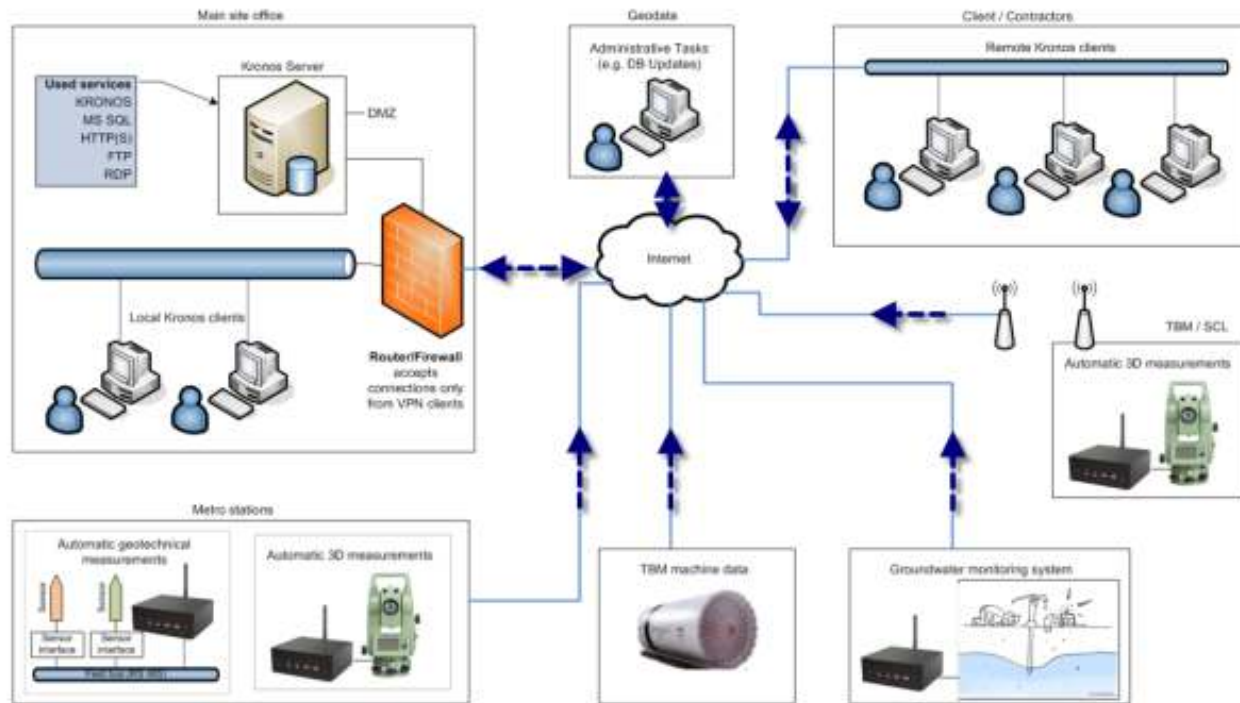 Main site office
Used services
KRONOS
MS SQL
HTTP(S)
FTP
RDP
Kronos Server
DMZ
Local Kronos clients
Router/Firewall
accepts
connections only
from VPN clients
Geodata
Administrative Tasks
(e.g. DB Updates)
Internet
Client / Contractors
Remote Kronos clients
TBM / SCL
Automatic 3D measurements
Metro stations
Automatic geotechnical
measurements
Sensor
Sensor
Sensor
interface
Sensor
interface
Automatic 3D measurements
TBM machine data
Groundwater monitoring system